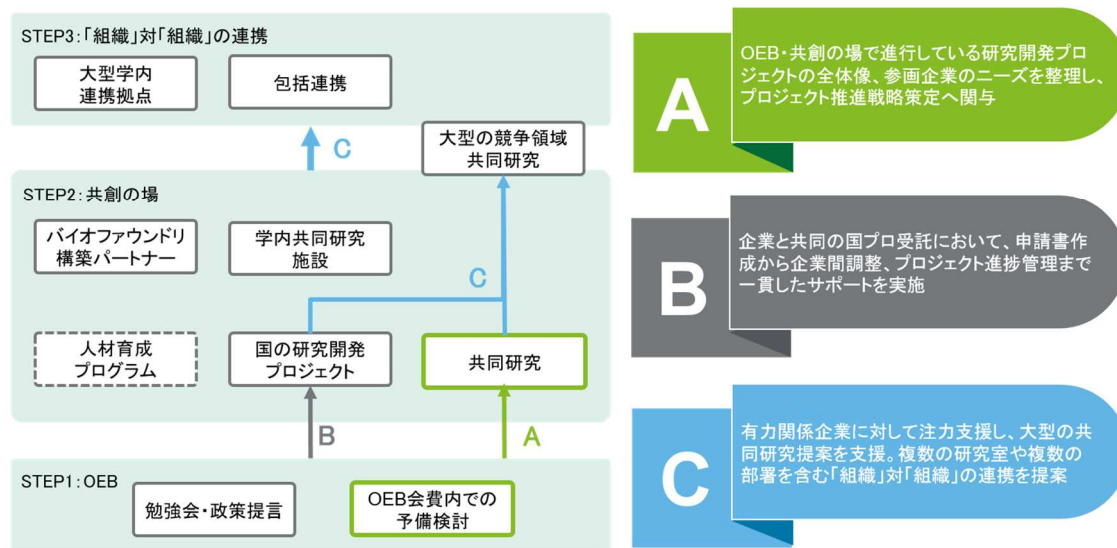 STEP3:「組織」対「組織」の連携
大型学内
連携拠点
包括連携
C
大型の競争領域
共同研究
STEP2:共創の場
バイオファウンドリ
構築パートナー
学内共同研究
施設
C
人材育成
プログラム
国の研究開発
プロジェクト
共同研究
B
A
STEP1:OEB
勉強会・政策提言
OEB会費内での
予備検討
A
OEB・共創の場で進行している研究開発プロ
ジェクトの全体像、参画企業のニーズを整理し、
プロジェクト推進戦略策定へ関与
B
企業と共同の国プロ受託において、申請書作
成から企業間調整、プロジェクト進捗管理まで
一貫したサポートを実施
C
有力関係企業に対して注力支援し、大型の共
同研究提案を支援。複数の研究室や複数の
部署を含む「組織」対「組織」の連携を提案